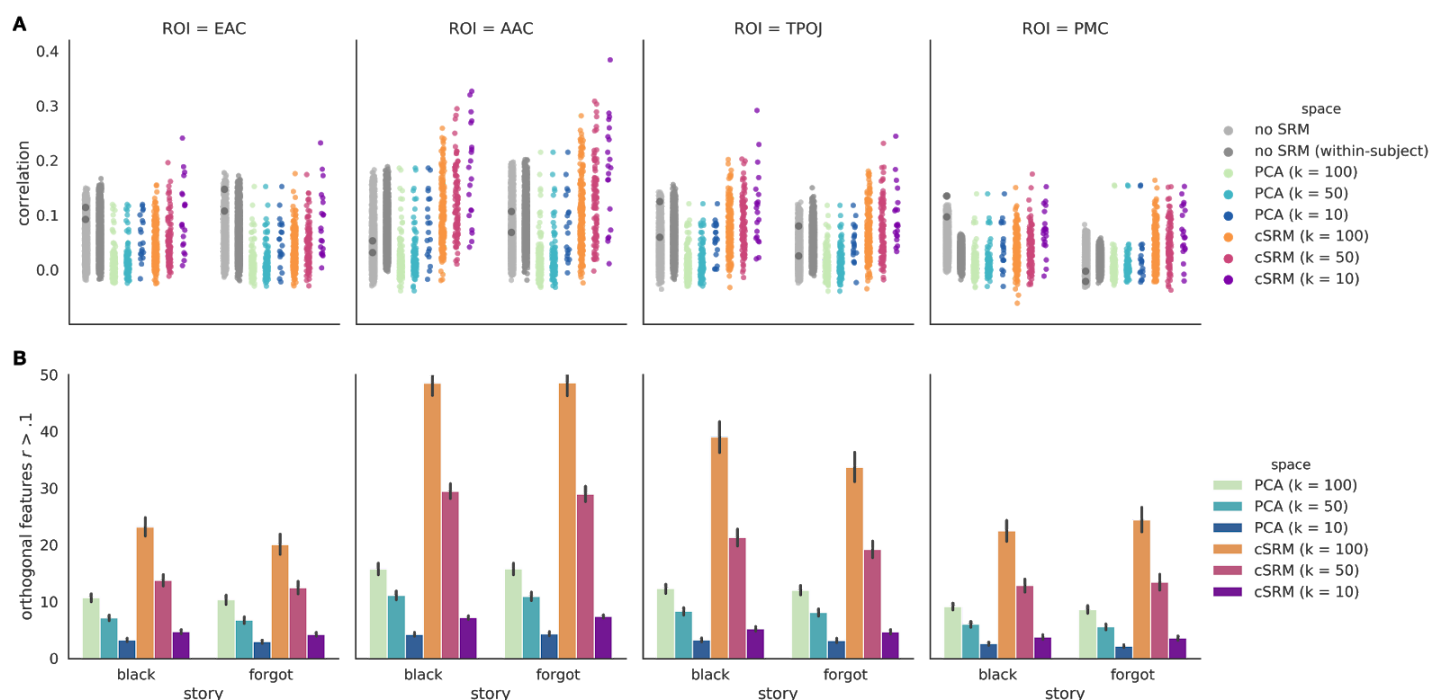 A
ROI = EAC
ROI = AAC
ROI = TPOJ
ROI = PMC
correlation
0.4
0.3
0.2
0.1
0.0
space
no SRM
no SRM (within-subject)
PCA (k = 100)
PCA (k = 50)
PCA (k = 10)
cSRM (k = 100)
cSRM (k = 50)
cSRM (k = 10)
B
orthogonal features r > .1
50
40
30
20
10
0
black
forgot
story
black
forgot
story
black
forgot
story
black
forgot
story
space
PCA (k = 100)
PCA (k = 50)
PCA (k = 10)
cSRM (k = 100)
cSRM (k = 50)
cSRM (k = 10)